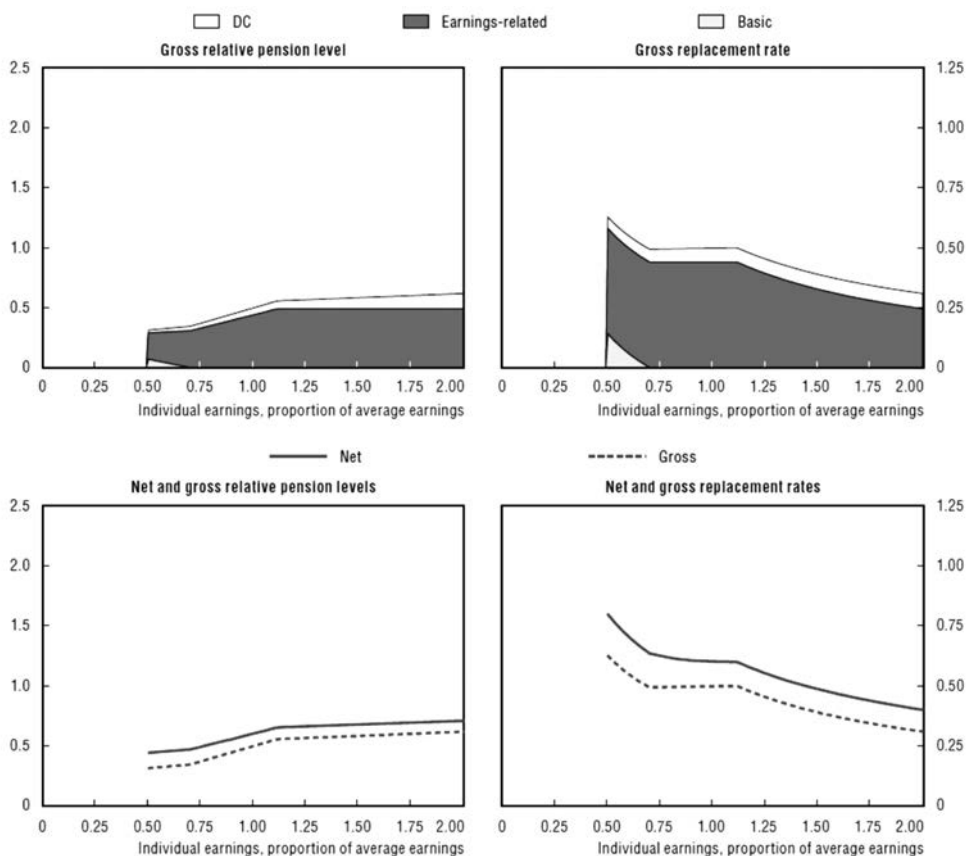 DC Earnings-related Basic
Gross relative pension level
2.5
2.0
1.5
1.0
0.5
0
0 0.25 0.50 0.75 1.00 1.25 1.50 1.75 2.00
Individual earnings, proportion of average earnings
Gross replacement rate
1.25
1.00
0.75
0.50
0.25
0
0 0.25 0.50 0.75 1.00 1.25 1.50 1.75 2.00
Individual earnings, proportion of average earnings
Net Gross
Net and gross relative pension levels
2.5
2.0
1.5
1.0
0.5
0
0 0.25 0.50 0.75 1.00 1.25 1.50 1.75 2.00
Individual earnings, proportion of average earnings
Net and gross replacement rates
1.25
1.00
0.75
0.50
0.25
0
0 0.25 0.50 0.75 1.00 1.25 1.50 1.75 2.00
Individual earnings, proportion of average earnings